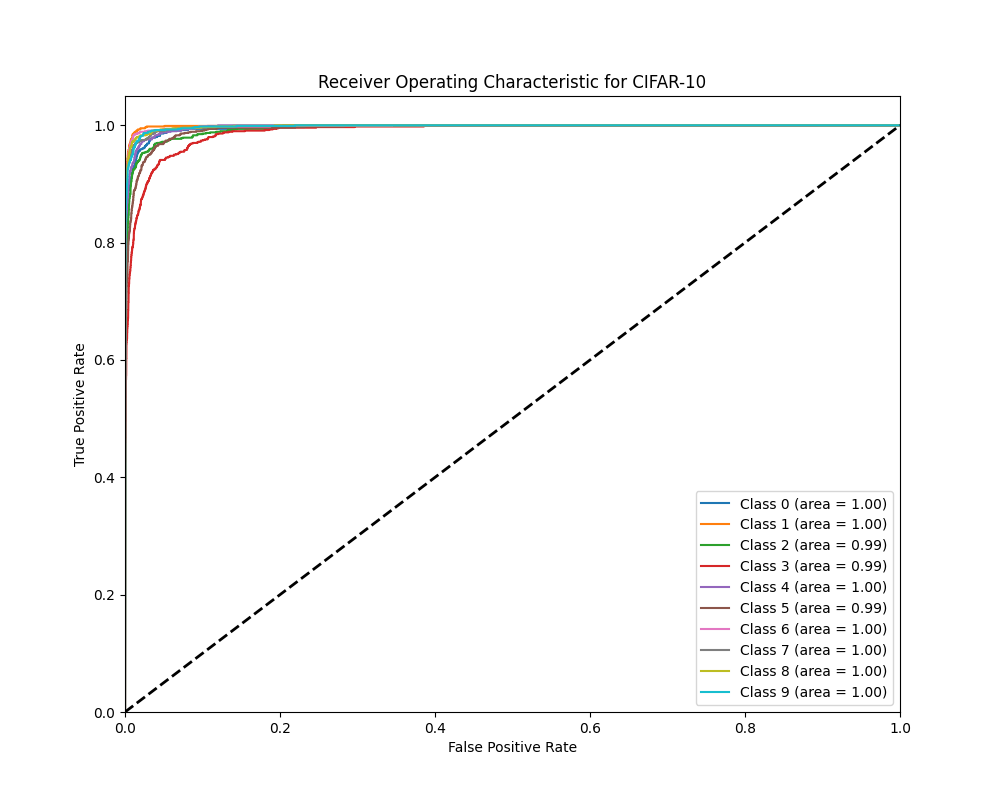 Receiver Operating Characteristic for CIFAR-10
1.0
0.8
0.6
0.4
0.2
0.0
True Positive Rate
0.0 0.2 0.4 0.6 0.8 1.0
False Positive Rate
Class 0 (area = 1.00)
Class 1 (area = 1.00)
Class 2 (area = 0.99)
Class 3 (area = 0.99)
Class 4 (area = 1.00)
Class 5 (area = 0.99)
Class 6 (area = 1.00)
Class 7 (area = 1.00)
Class 8 (area = 1.00)
Class 9 (area = 1.00)